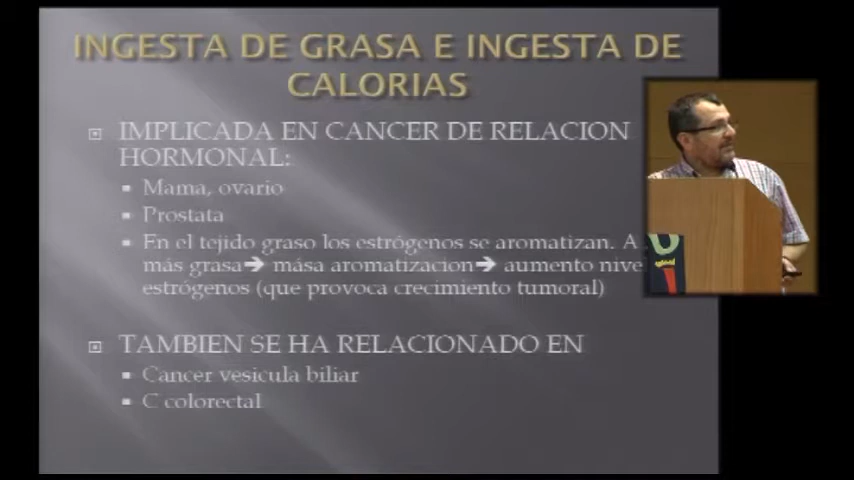 INGESTA DE GRASA E INGESTA DE
CALORIAS
IMPLICADA EN CANCER DE RELACION
HORMONAL:
Mama, ovario
Prostata
En el tejido graso los estrógenos se aromatizan. A
más grasa➔ mása aromatizacion➔ aumento nive
estrógenos (que provoca crecimiento tumoral)
TAMBIEN SE HA RELACIONADO EN
Cancer vesicula biliar
C colorectal